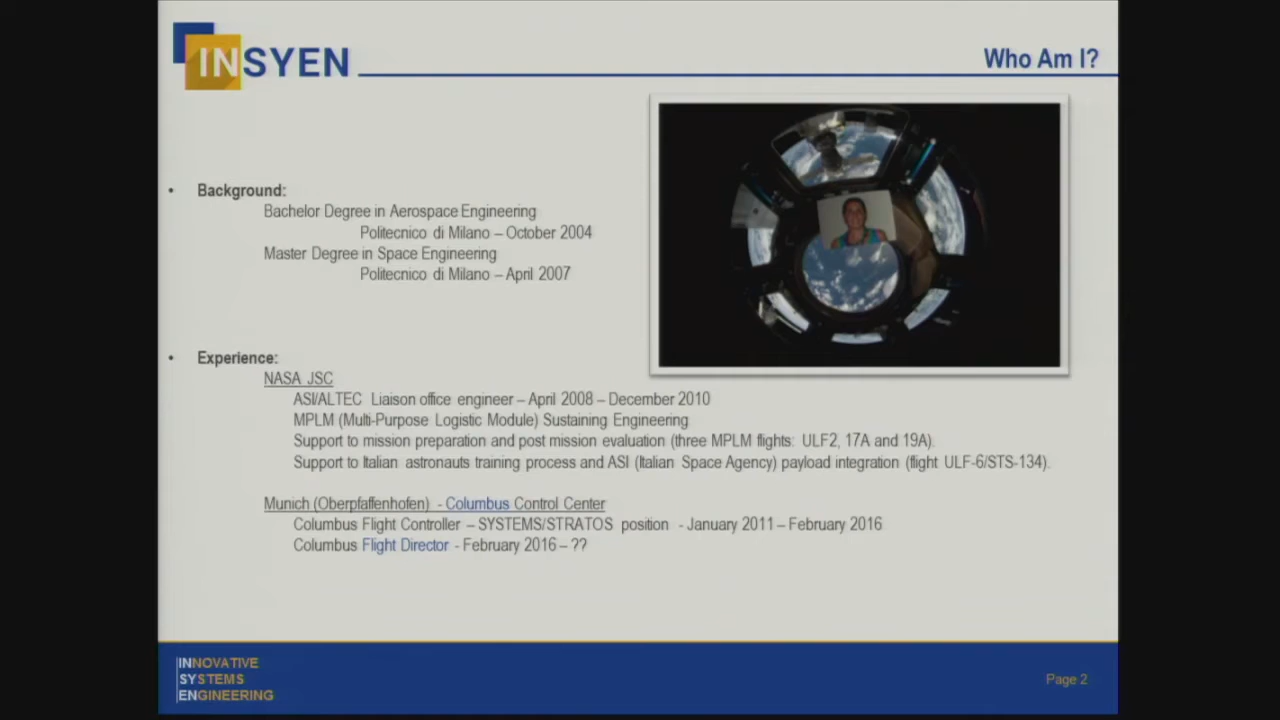 INSYEN
Who Am I?
• Background:
Bachelor Degree in Aerospace Engineering
Politecnico di Milano – October 2004
Master Degree in Space Engineering
Politecnico di Milano – April 2007
• Experience:
NASA JSC
ASI/ALTEC Liaison office engineer – April 2008 – December 2010
MPLM (Multi-Purpose Logistic Module) Sustaining Engineering
Support to mission preparation and post mission evaluation (three MPLM flights: ULF2, 17A and 19A).
Support to Italian astronauts training process and ASI (Italian Space Agency) payload integration (flight ULF-6/STS-134).
Munich (Oberpfaffenhofen) - Columbus Control Center
Columbus Flight Controller – SYSTEMS/STRATOS position - January 2011 – February 2016
Columbus Flight Director - February 2016 – ??
INNOVATIVE
SYSTEMS
ENGINEERING
Page 2